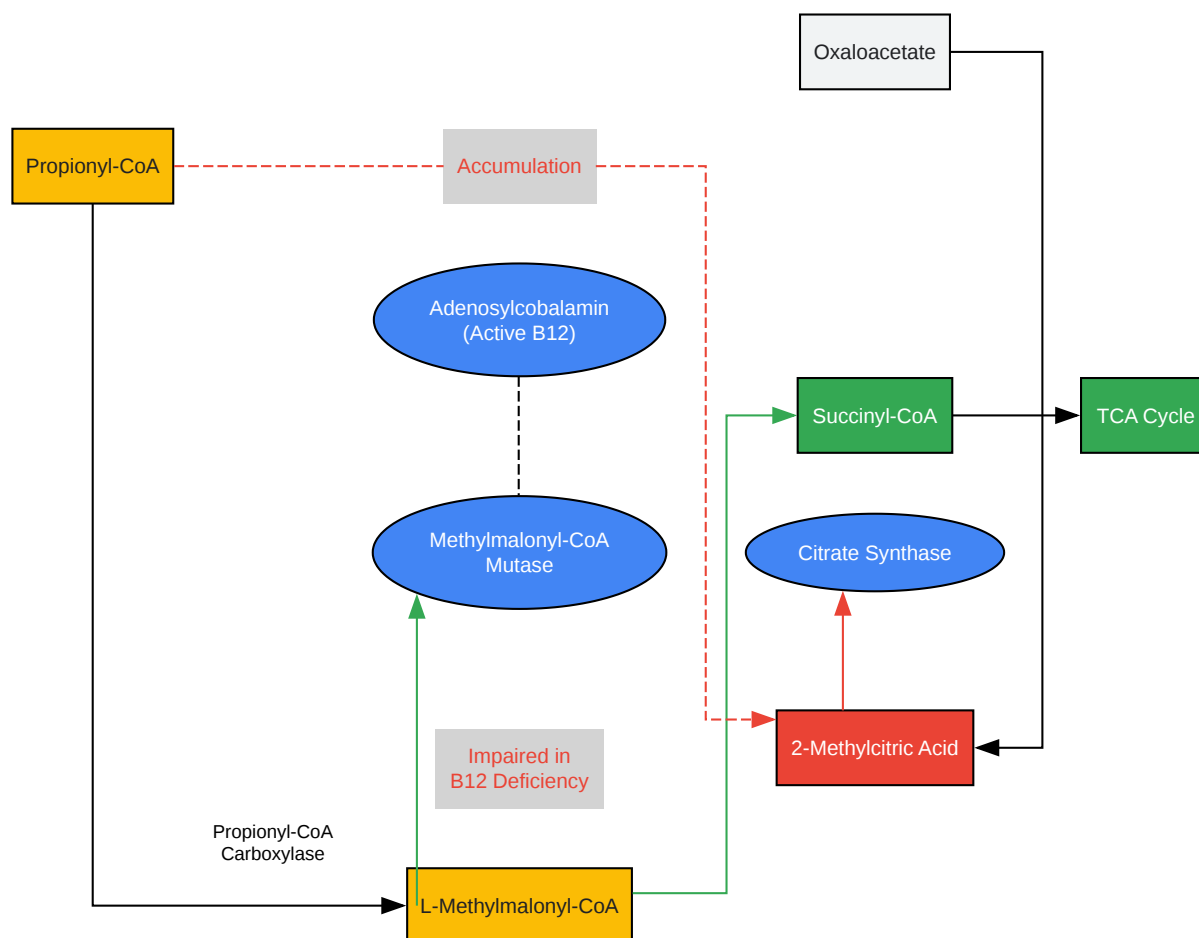 Oxaloacetate
Propionyl-CoA
Accumulation
Adenosylcobalamin
(Active B12)
Succinyl-CoA
TCA Cycle
Methylmalonyl-CoA
Mutase
Citrate Synthase
2-Methylcitric Acid
Impaired in
B12 Deficiency
Propionyl-CoA
Carboxylase
L-Methylmalonyl-CoA